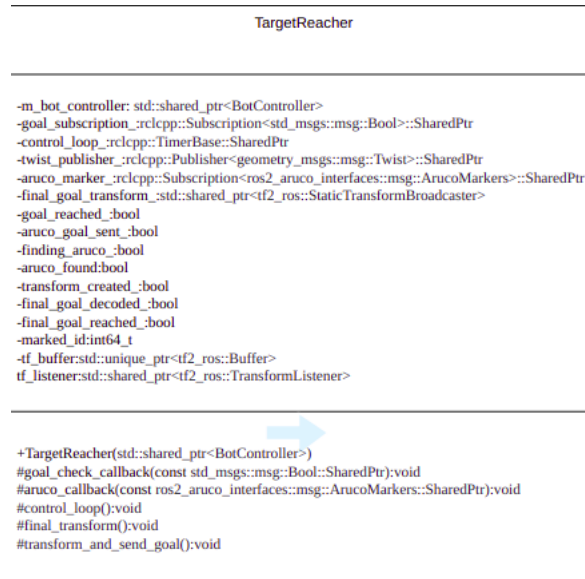 TargetReacher
-m_bot_controller: std::shared_ptr<BotController>
-goal_subscription_:rclcpp::Subscription<std_msgs::msg::Bool>::SharedPtr
-control_loop_:rclcpp::TimerBase::SharedPtr
-twist_publisher_:rclcpp::Publisher<geometry_msgs::msg::Twist>::SharedPtr
-aruco_marker_:rclcpp::Subscription<ros2_aruco_interfaces::msg::ArucoMarkers>::SharedPtr
-final_goal_transform_:std::shared_ptr<tf2_ros::StaticTransformBroadcaster>
-goal_reached_:bool
-aruco_goal_sent_:bool
-finding_aruco_:bool
-aruco_found:bool
-transform_created_:bool
-final_goal_decoded_:bool
-final_goal_reached_:bool
-marked_id:int64_t
-tf_buffer:std::unique_ptr<tf2_ros::Buffer>
tf_listener:std::shared_ptr<tf2_ros::TransformListener>
+TargetReacher(std::shared_ptr<BotController>)
#goal_check_callback(const std_msgs::msg::Bool::SharedPtr):void
#aruco_callback(const ros2_aruco_interfaces::msg::ArucoMarkers::SharedPtr):void
#control_loop():void
#final_transform():void
#transform_and_send_goal():void